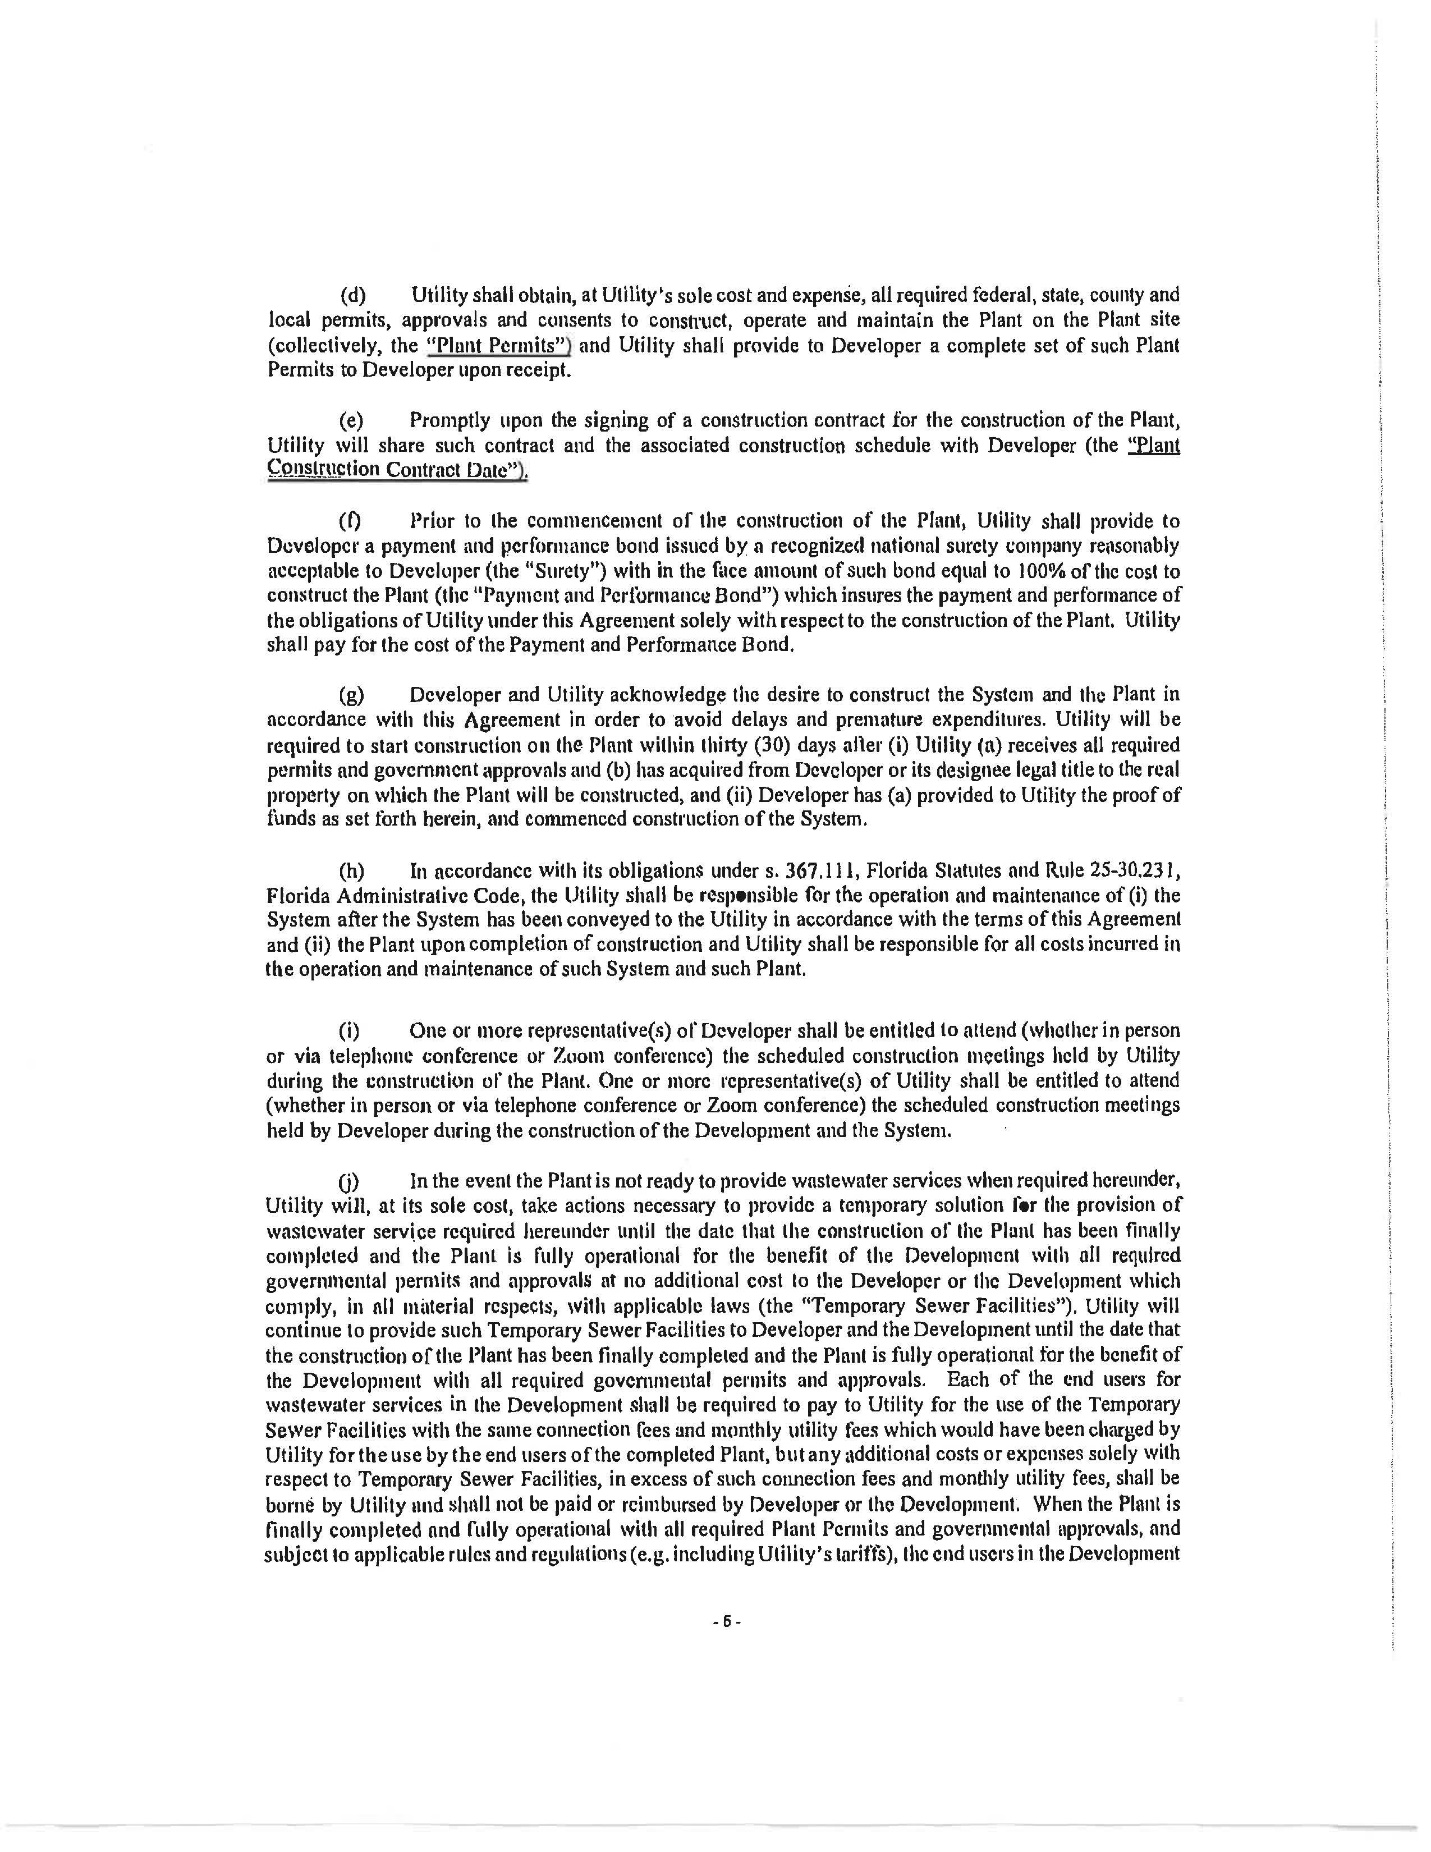 (d) Utility shall obtain, at Utility's sole cost and expense, all required federal, state, county and
local permits, approvals and consents to construct, operate and maintain the Plant on the Plant site
(collectively, the "Plant Permits") and Utility shall provide to Developer a complete set of such Plant
Permits to Developer upon receipt.
(e) Promptly upon the signing of a construction contract for the construction of the Plant,
Utility will share such contract and the associated construction schedule with Developer (the "Plant
Construction Contract Date").
(f) Prior to the commencement of the construction of the Plant, Utility shall provide to
Developer a payment and performance bond issued by a recognized national surety company reasonably
acceptable to Developer (the "Surety") with in the face amount of such bond equal to 100% of the cost to
construct the Plant (the "Payment and Performance Bond") which insures the payment and performance of
the obligations of Utility under this Agreement solely with respect to the construction of the Plant. Utility
shall pay for the cost of the Payment and Performance Bond.
(g) Developer and Utility acknowledge the desire to construct the System and the Plant in
accordance with this Agreement in order to avoid delays and premature expenditures. Utility will be
required to start construction on the Plant within thirty (30) days after (i) Utility (a) receives all required
permits and government approvals and (b) has acquired from Developer or its designee legal title to the real
property on which the Plant will be constructed, and (ii) Developer has (a) provided to Utility the proof of
funds as set forth herein, and commenced construction of the System.
(h) In accordance with its obligations under s. 367.111, Florida Statutes and Rule 25-30.231,
Florida Administrative Code, the Utility shall be responsible for the operation and maintenance of (i) the
System after the System has been conveyed to the Utility in accordance with the terms of this Agreement
and (ii) the Plant upon completion of construction and Utility shall be responsible for all costs incurred in
the operation and maintenance of such System and such Plant.
(i) One or more representative(s) of Developer shall be entitled to attend (whether in person
or via telephone conference or Zoom conference) the scheduled construction meetings held by Utility
during the construction of the Plant. One or more representative(s) of Utility shall be entitled to attend
(whether in person or via telephone conference or Zoom conference) the scheduled construction meetings
held by Developer during the construction of the Development and the System.
(j) In the event the Plant is not ready to provide wastewater services when required hereunder,
Utility will, at its sole cost, take actions necessary to provide a temporary solution for the provision of
wastewater service required hereunder until the date that the construction of the Plant has been finally
completed and the Plant is fully operational for the benefit of the Development with all required
governmental permits and approvals at no additional cost to the Developer or the Development which
comply, in all material respects, with applicable laws (the "Temporary Sewer Facilities"). Utility will
continue to provide such Temporary Sewer Facilities to Developer and the Development until the date that
the construction of the Plant has been finally completed and the Plant is fully operational for the benefit of
the Development with all required governmental permits and approvals. Each of the end users for
wastewater services in the Development shall be required to pay to Utility for the use of the Temporary
Sewer Facilities with the same connection fees and monthly utility fees which would have been charged by
Utility for the use by the end users of the completed Plant, but any additional costs or expenses solely with
respect to Temporary Sewer Facilities, in excess of such connection fees and monthly utility fees, shall be
borne by Utility and shall not be paid or reimbursed by Developer or the Development. When the Plant is
finally completed and fully operational with all required Plant Permits and governmental approvals, and
subject to applicable rules and regulations (e.g. including Utility's tariffs), the end users in the Development
- 6 -